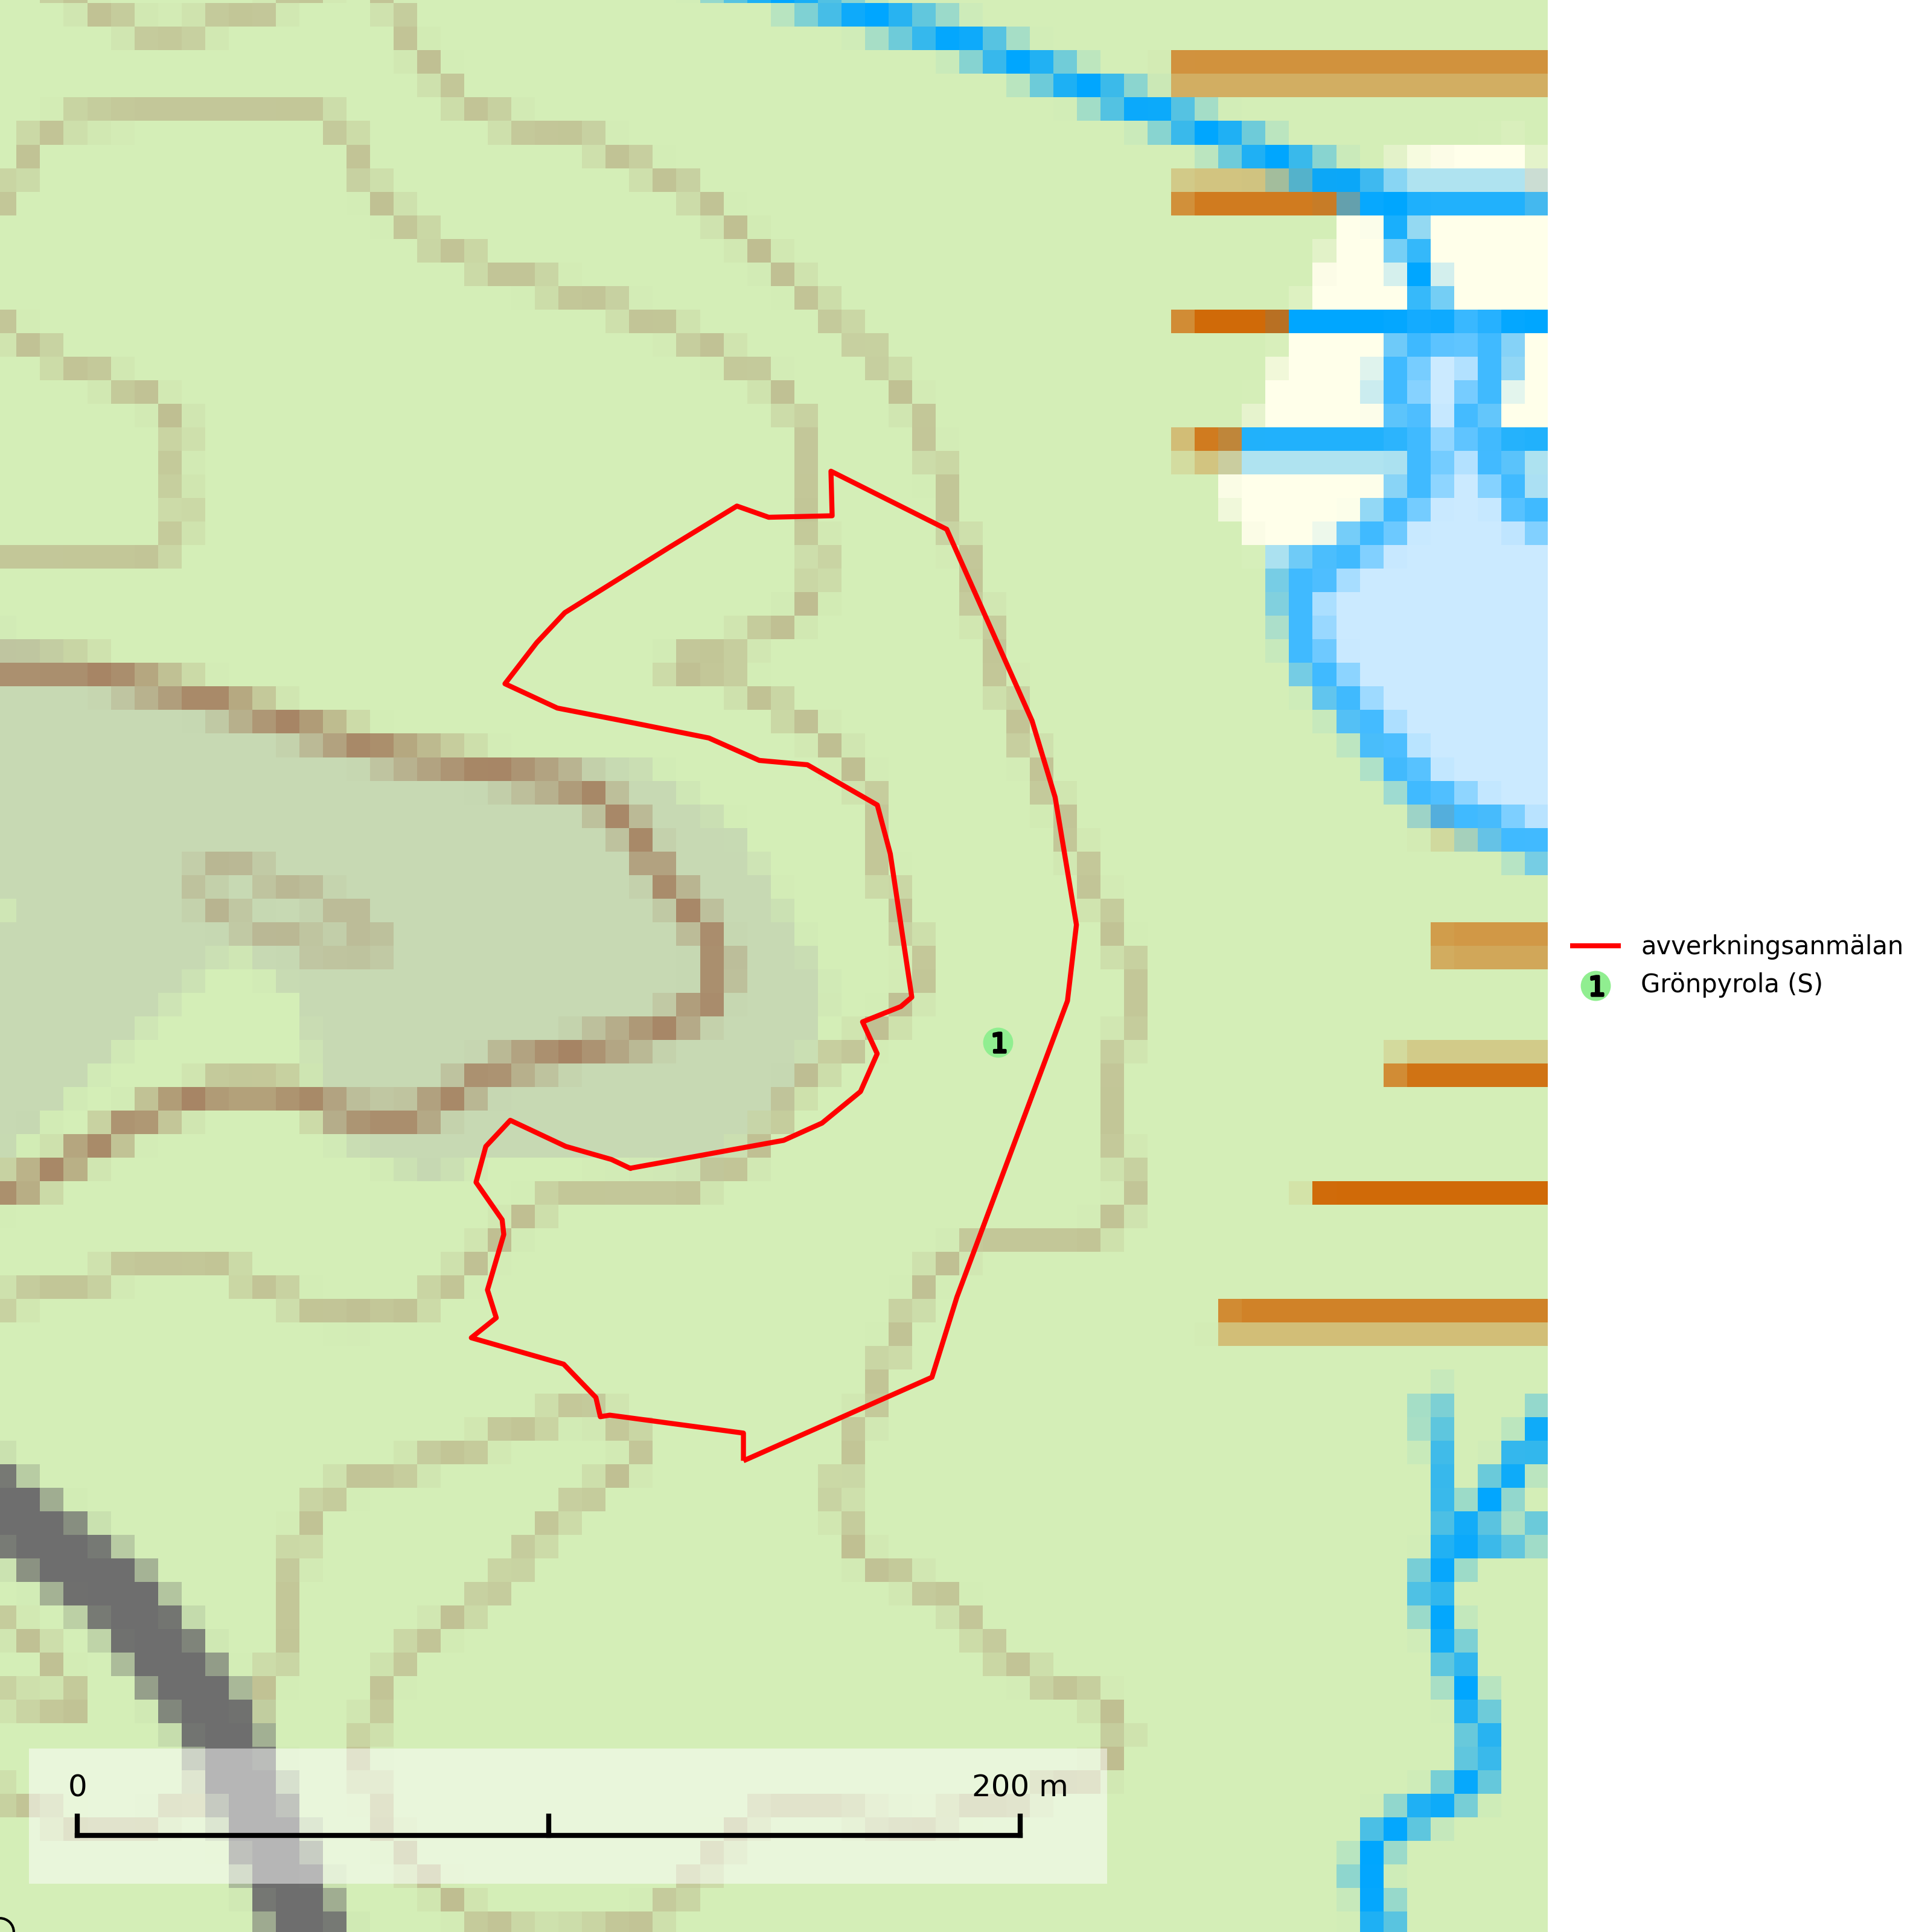 1
avverkningsanmälan
1 Grönpyrola (S)
0 200 m